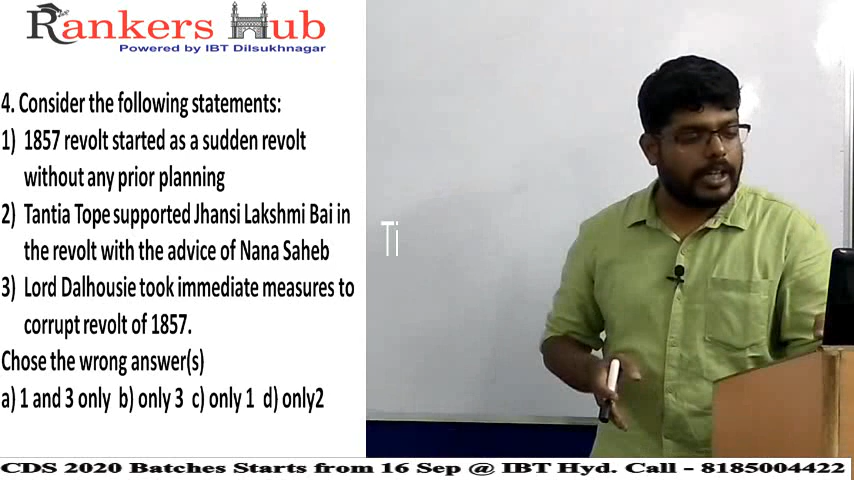 Rankers Hub
Powered by IBT Dilsukhnagar
4. Consider the following statements:
1) 1857 revolt started as a sudden revolt
without any prior planning
2) Tantia Tope supported Jhansi Lakshmi Bai in
the revolt with the advice of Nana Saheb
3) Lord Dalhousie took immediate measures to
corrupt revolt of 1857.
Chose the wrong answer(s)
a) 1 and 3 only b) only 3 c) only 1 d) only2
Ti
CDS 2020 Batches Starts from 16 Sep @ IBT Hyd. Call - 8185004422